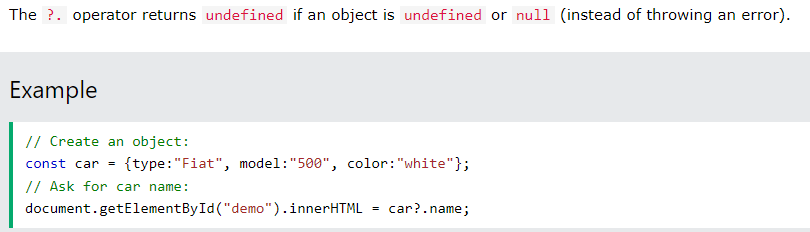 The ?. operator returns undefined if an object is undefined or null (instead of throwing an error).
Example
// Create an object:
const car = {type:"Fiat", model:"500", color:"white"};
// Ask for car name:
document.getElementById("demo").innerHTML = car?.name;